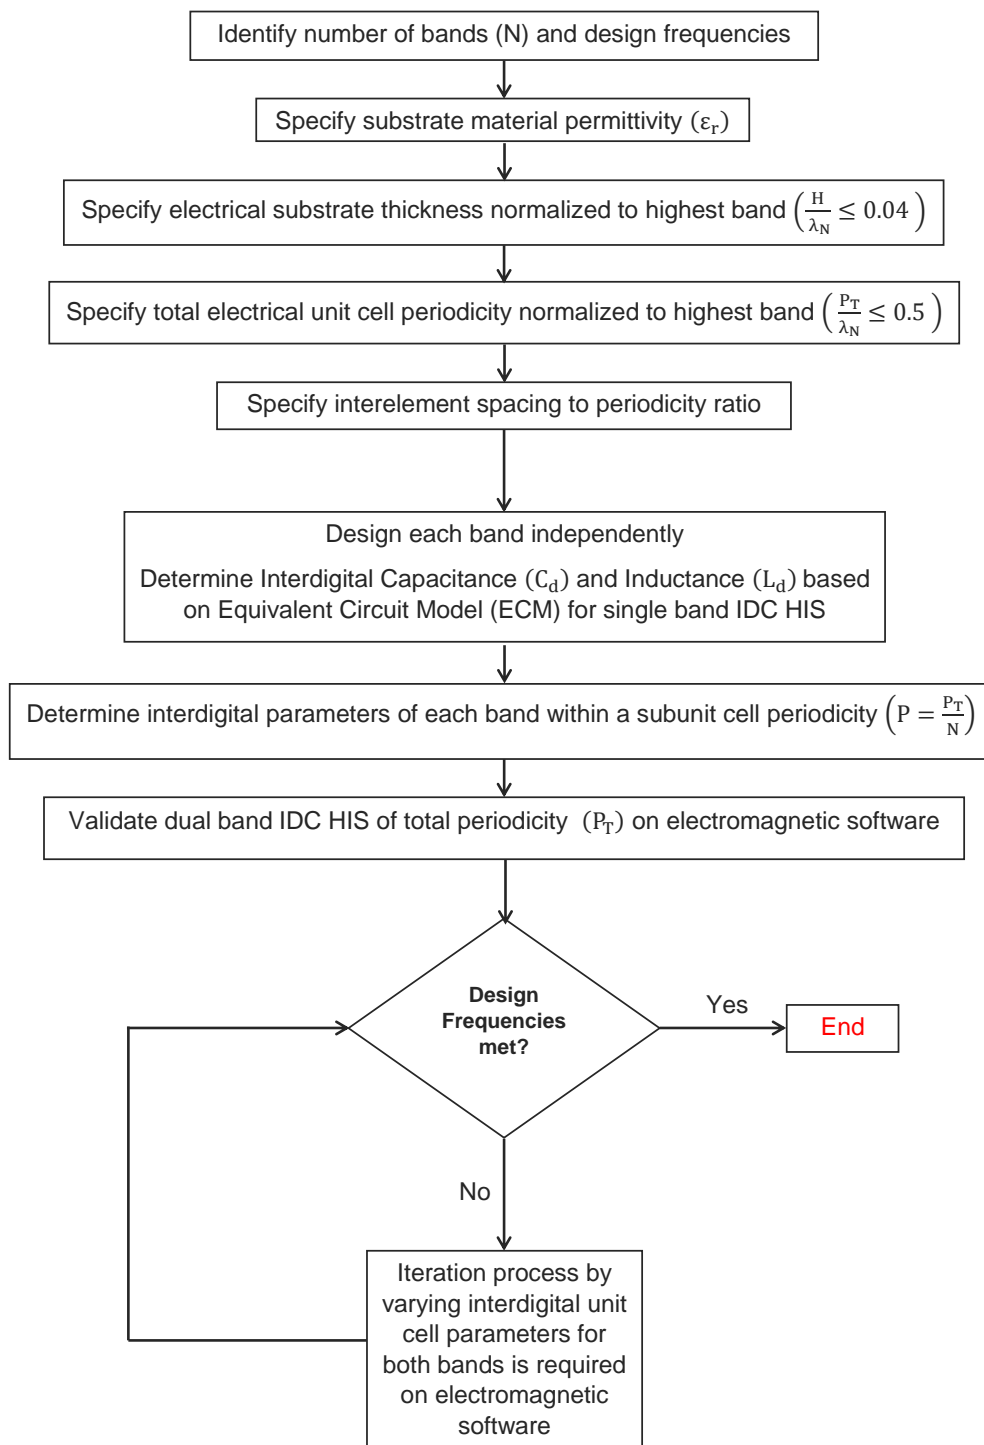 Identify number of bands (N) and design frequencies
Specify substrate material permittivity (εr)
Specify electrical substrate thickness normalized to highest band (H/λN ≤ 0.04 )
Specify total electrical unit cell periodicity normalized to highest band (PT/λN ≤ 0.5 )
Specify interelement spacing to periodicity ratio
Design each band independently
Determine Interdigital Capacitance (Cd) and Inductance (Ld) based
on Equivalent Circuit Model (ECM) for single band IDC HIS
Determine interdigital parameters of each band within a subunit cell periodicity (P = PT/N)
Validate dual band IDC HIS of total periodicity (PT) on electromagnetic software
Design
Frequencies
met?
Yes
End
No
Iteration process by
varying interdigital unit
cell parameters for
both bands is required
on electromagnetic
software